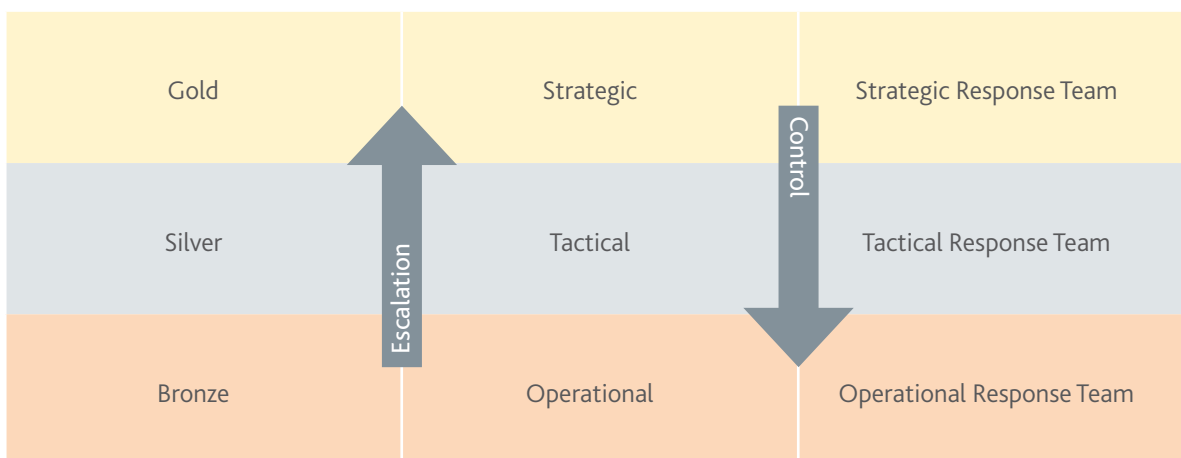 Gold
Strategic
Strategic Response Team
Control
Silver
Tactical
Tactical Response Team
Escalation
Bronze
Operational
Operational Response Team